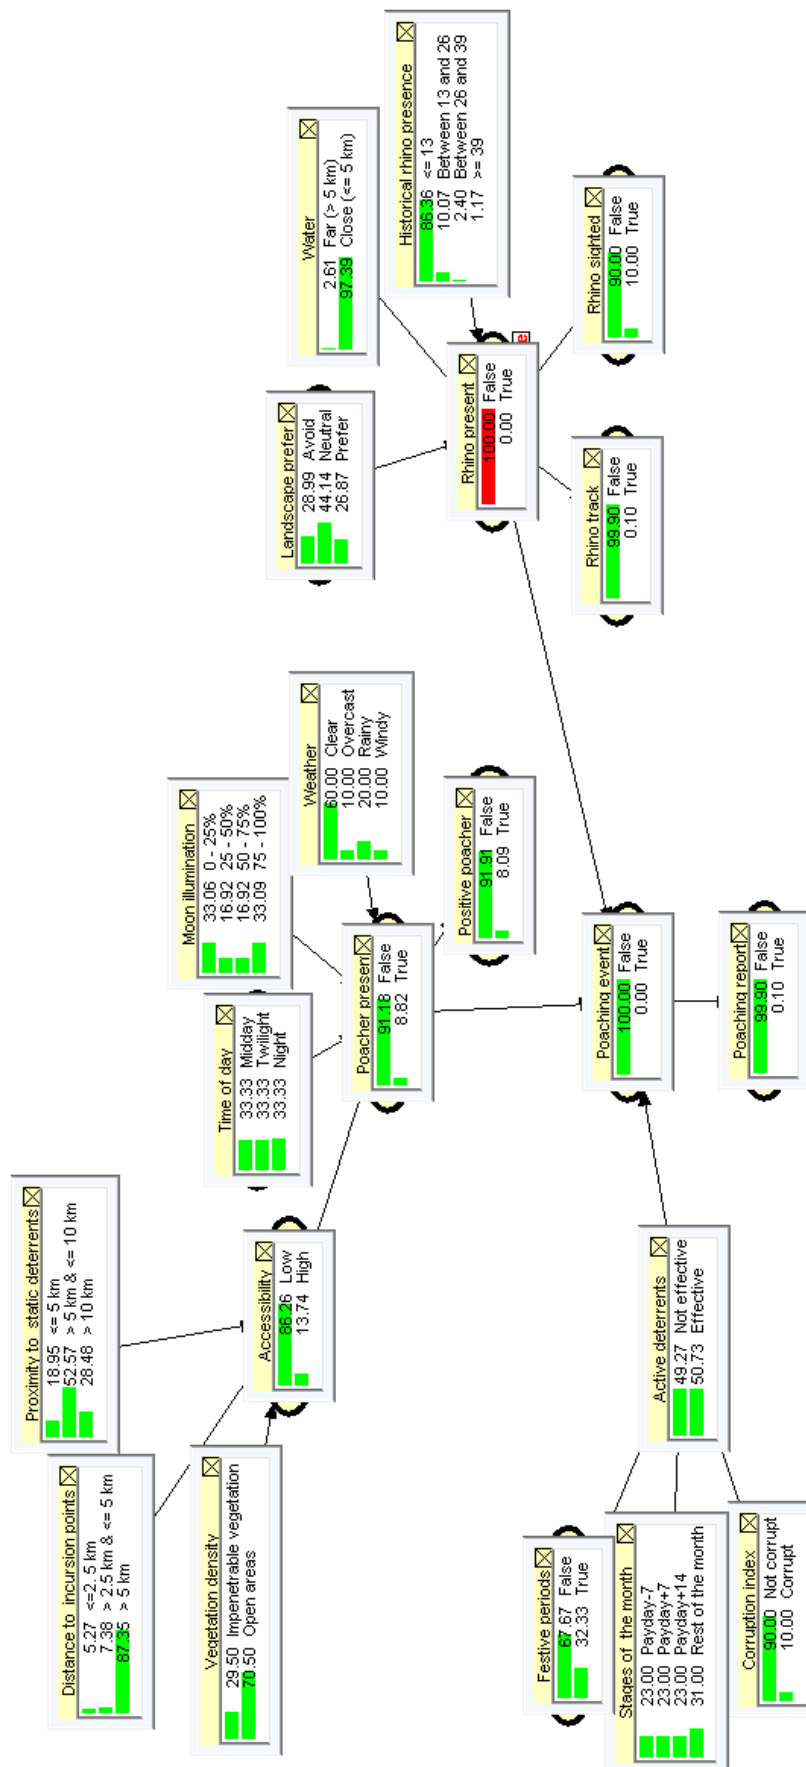 Distance to incursion points
5.27 <=2. 5 km
7.38 > 2.5 km & <= 5 km
87.35 > 5 km
Proximity to static deterrents
18.95 <= 5 km
52.57 > 5 km & <= 10 km
28.48 > 10 km
Vegetation density
29.50 Impenetrable vegetation
70.50 Open areas
Accessibility
86.26 Low
13.74 High
Time of day
33.33 Midday
33.33 Twilight
33.33 Night
Moon illumination
33.06 0 - 25%
16.92 25 - 50%
16.92 50 - 75%
33.09 75 - 100%
Weather
60.00 Clear
10.00 Overcast
20.00 Rainy
10.00 Windy
Poacher present
91.18 False
8.82 True
Positive poacher
91.91 False
8.09 True
Landscape prefer
28.99 Avoid
44.14 Neutral
26.87 Prefer
Water
2.61 Far (> 5 km)
97.39 Close (<= 5 km)
Historical rhino presence
86.36 <= 13
10.07 Between 13 and 26
2.40 Between 26 and 39
1.17 >= 39
Rhino present
100.00 False
0.00 True
e
Rhino track
99.90 False
0.10 True
Rhino sighted
90.00 False
10.00 True
Festive periods
67.67 False
32.33 True
Stages of the month
23.00 Payday-7
23.00 Payday+7
23.00 Payday+14
31.00 Rest of the month
Corruption index
90.00 Not corrupt
10.00 Corrupt
Active deterrents
49.27 Not effective
50.73 Effective
Poaching event
100.00 False
0.00 True
Poaching report
99.90 False
0.10 True